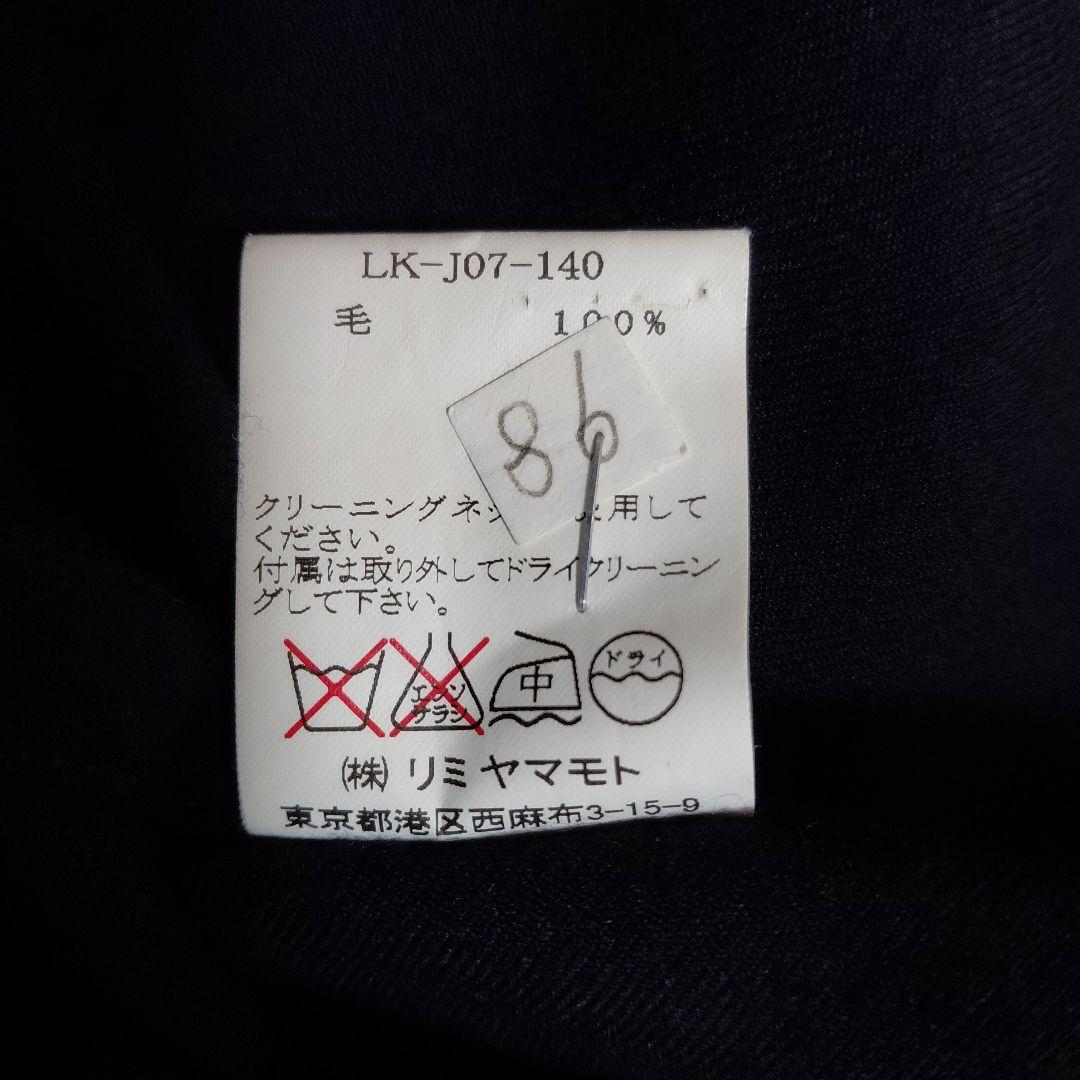 LK-J07-140
毛 100%
86
クリーニングネッ 使用して
ください。
付属は取り外してドライクリーニン
グして下さい。
エンソ
サラシ
中
ドライ
(株)リミヤマモト
東京都港区西麻布3-15-9